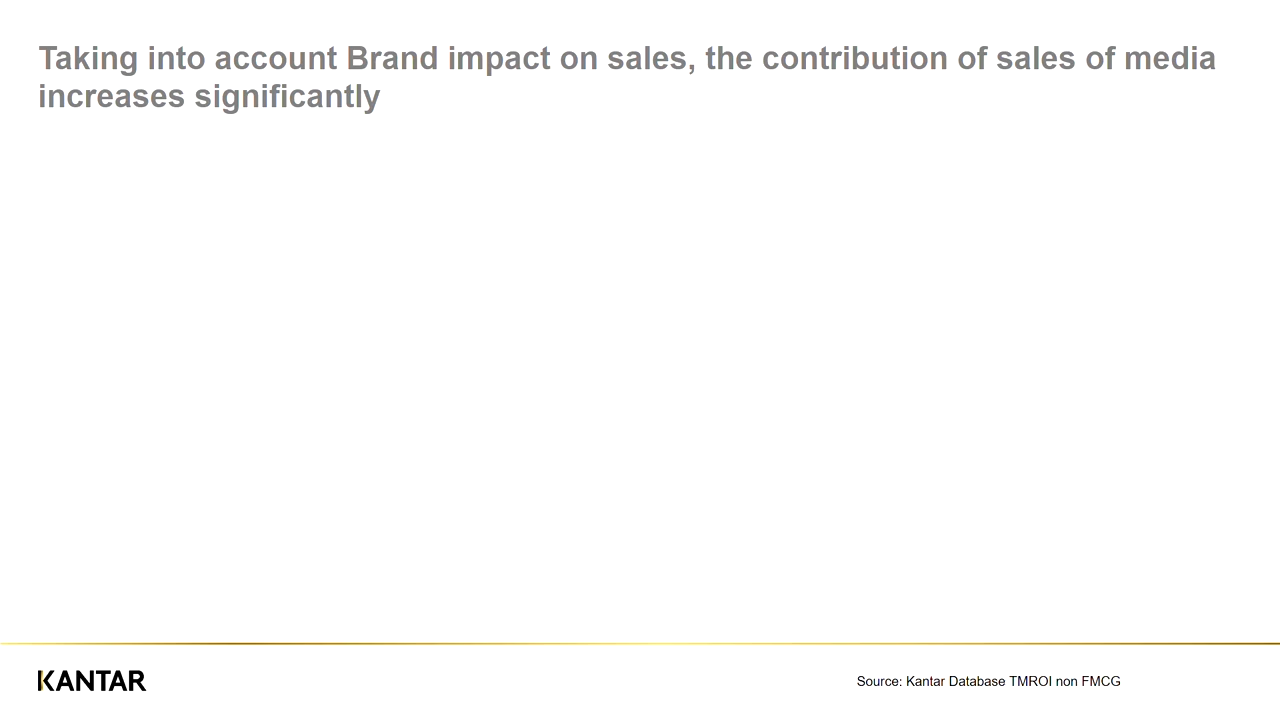 Taking into account Brand impact on sales, the contribution of sales of media
increases significantly
KANTAR
Source: Kantar Database TMROI non FMCG